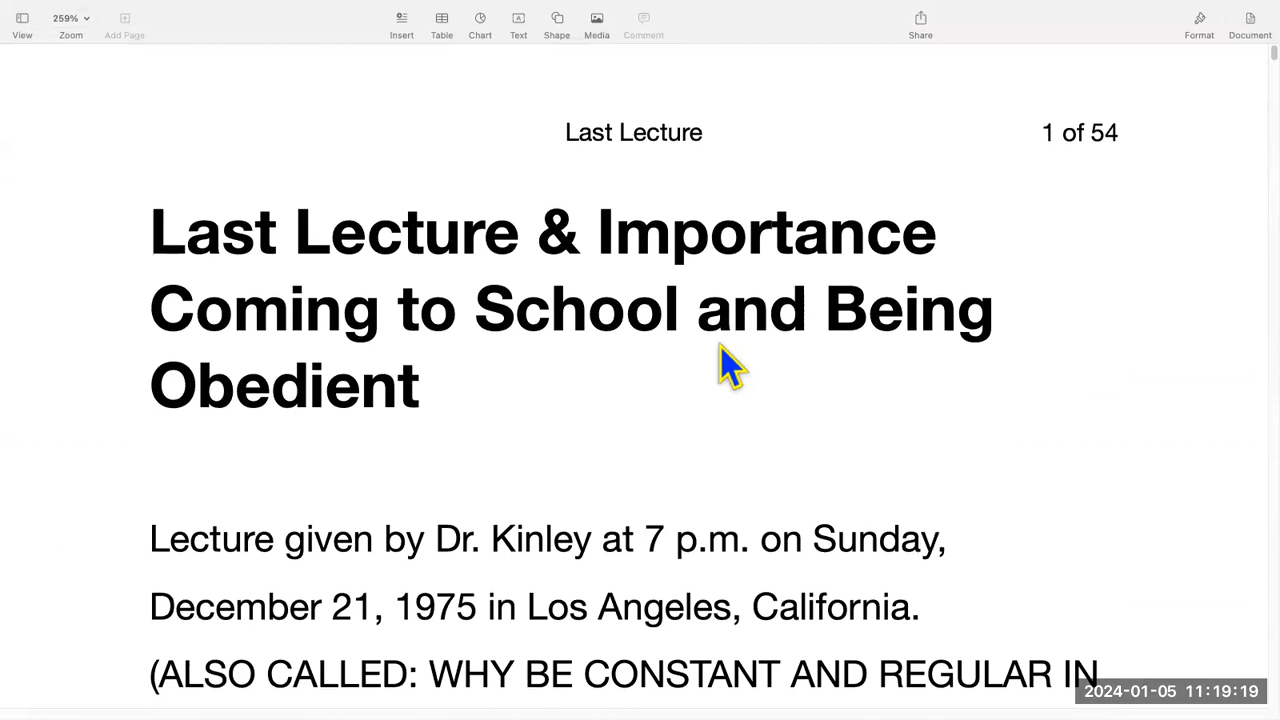 259%
View Zoom Add Page Insert Table Chart Text Shape Media Comment Share Format Document
Last Lecture 1 of 54
Last Lecture & Importance
Coming to School and Being
Obedient
Lecture given by Dr. Kinley at 7 p.m. on Sunday,
December 21, 1975 in Los Angeles, California.
(ALSO CALLED: WHY BE CONSTANT AND REGULAR IN
2024-01-05 11:19:19